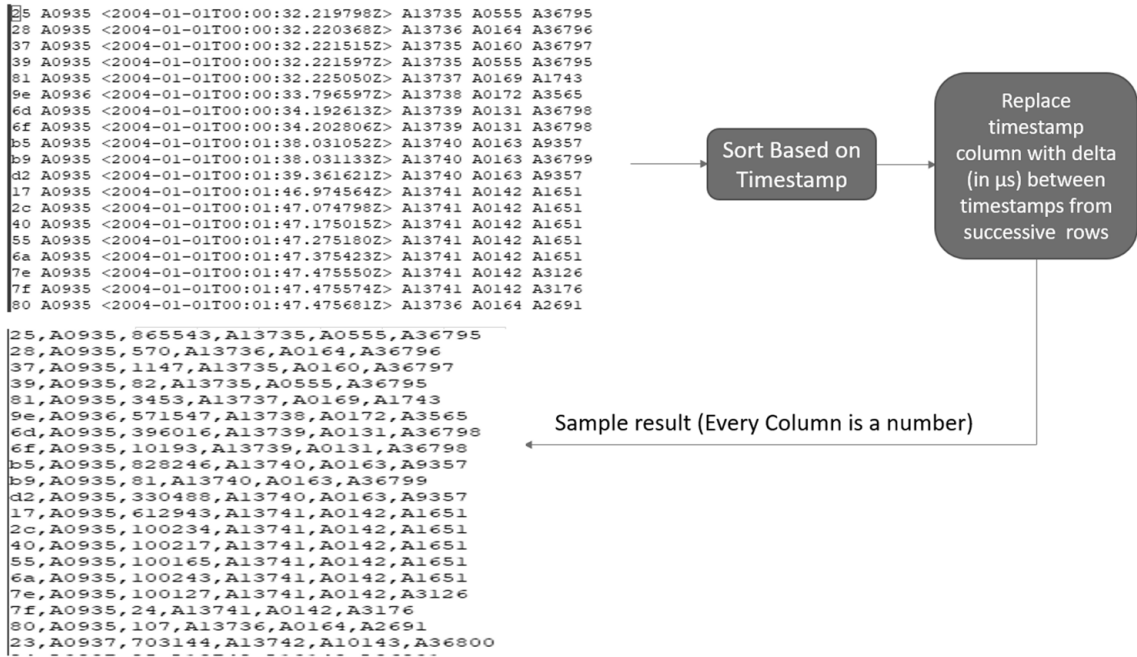 25 A0935 <2004-01-01T00:00:32.219798Z> A13735 A0555 A36795
28 A0935 <2004-01-01T00:00:32.220368Z> A13736 A0164 A36796
37 A0935 <2004-01-01T00:00:32.221515Z> A13735 A0160 A36797
39 A0935 <2004-01-01T00:00:32.221597Z> A13735 A0555 A36795
81 A0935 <2004-01-01T00:00:32.225050Z> A13737 A0169 A1743
9e A0936 <2004-01-01T00:00:33.796597Z> A13738 A0172 A3565
6d A0935 <2004-01-01T00:00:34.192613Z> A13739 A0131 A36798
6f A0935 <2004-01-01T00:00:34.202806Z> A13739 A0131 A36798
b5 A0935 <2004-01-01T00:01:38.031052Z> A13740 A0163 A9357
b9 A0935 <2004-01-01T00:01:38.031133Z> A13740 A0163 A36799
d2 A0935 <2004-01-01T00:01:39.361621Z> A13740 A0163 A9357
17 A0935 <2004-01-01T00:01:46.974564Z> A13741 A0142 A1651
2c A0935 <2004-01-01T00:01:47.074798Z> A13741 A0142 A1651
40 A0935 <2004-01-01T00:01:47.175015Z> A13741 A0142 A1651
55 A0935 <2004-01-01T00:01:47.275180Z> A13741 A0142 A1651
6a A0935 <2004-01-01T00:01:47.375423Z> A13741 A0142 A1651
7e A0935 <2004-01-01T00:01:47.475550Z> A13741 A0142 A3126
7f A0935 <2004-01-01T00:01:47.475574Z> A13741 A0142 A3176
80 A0935 <2004-01-01T00:01:47.475681Z> A13736 A0164 A2691
Sort Based on
Timestamp
Replace
timestamp
column with delta
(in µs) between
timestamps from
successive rows
Sample result (Every Column is a number)
25,A0935,865543,A13735,A0555,A36795
28,A0935,570,A13736,A0164,A36796
37,A0935,1147,A13735,A0160,A36797
39,A0935,82,A13735,A0555,A36795
81,A0935,3453,A13737,A0169,A1743
9e,A0936,571547,A13738,A0172,A3565
6d,A0935,396016,A13739,A0131,A36798
6f,A0935,10193,A13739,A0131,A36798
b5,A0935,828246,A13740,A0163,A9357
b9,A0935,81,A13740,A0163,A36799
d2,A0935,330488,A13740,A0163,A9357
17,A0935,612943,A13741,A0142,A1651
2c,A0935,100234,A13741,A0142,A1651
40,A0935,100217,A13741,A0142,A1651
55,A0935,100165,A13741,A0142,A1651
6a,A0935,100243,A13741,A0142,A1651
7e,A0935,100127,A13741,A0142,A3126
7f,A0935,24,A13741,A0142,A3176
80,A0935,107,A13736,A0164,A2691
23,A0937,703144,A13742,A10143,A36800